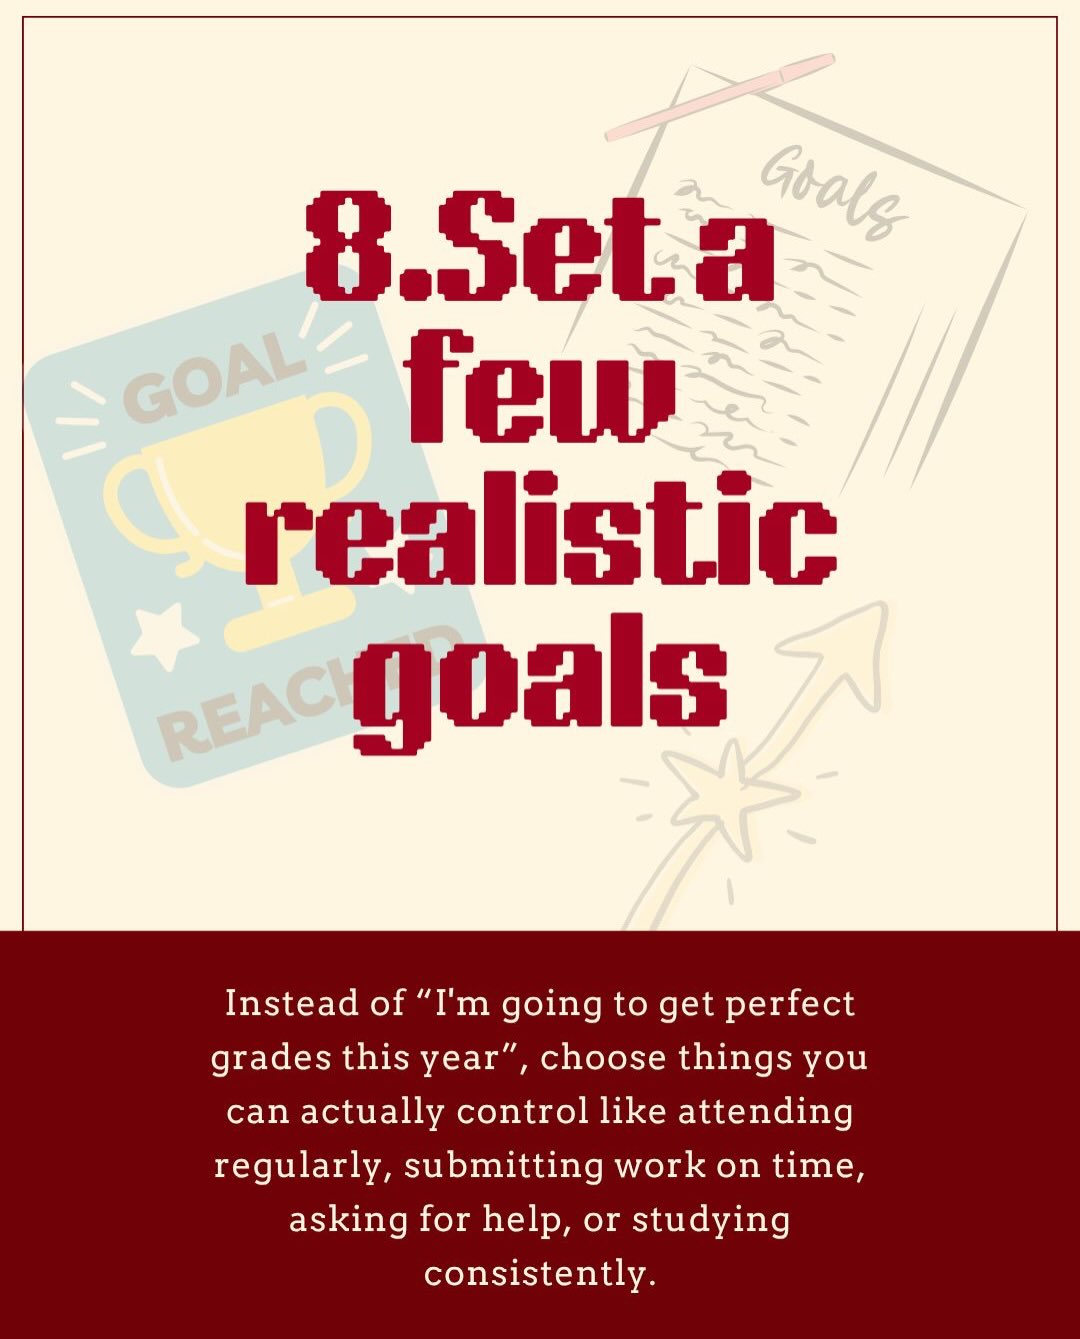 Goals
8.Set a
few
realistic
goals
GOAL
REACHED
Instead of “I'm going to get perfect
grades this year”, choose things you
can actually control like attending
regularly, submitting work on time,
asking for help, or studying
consistently.